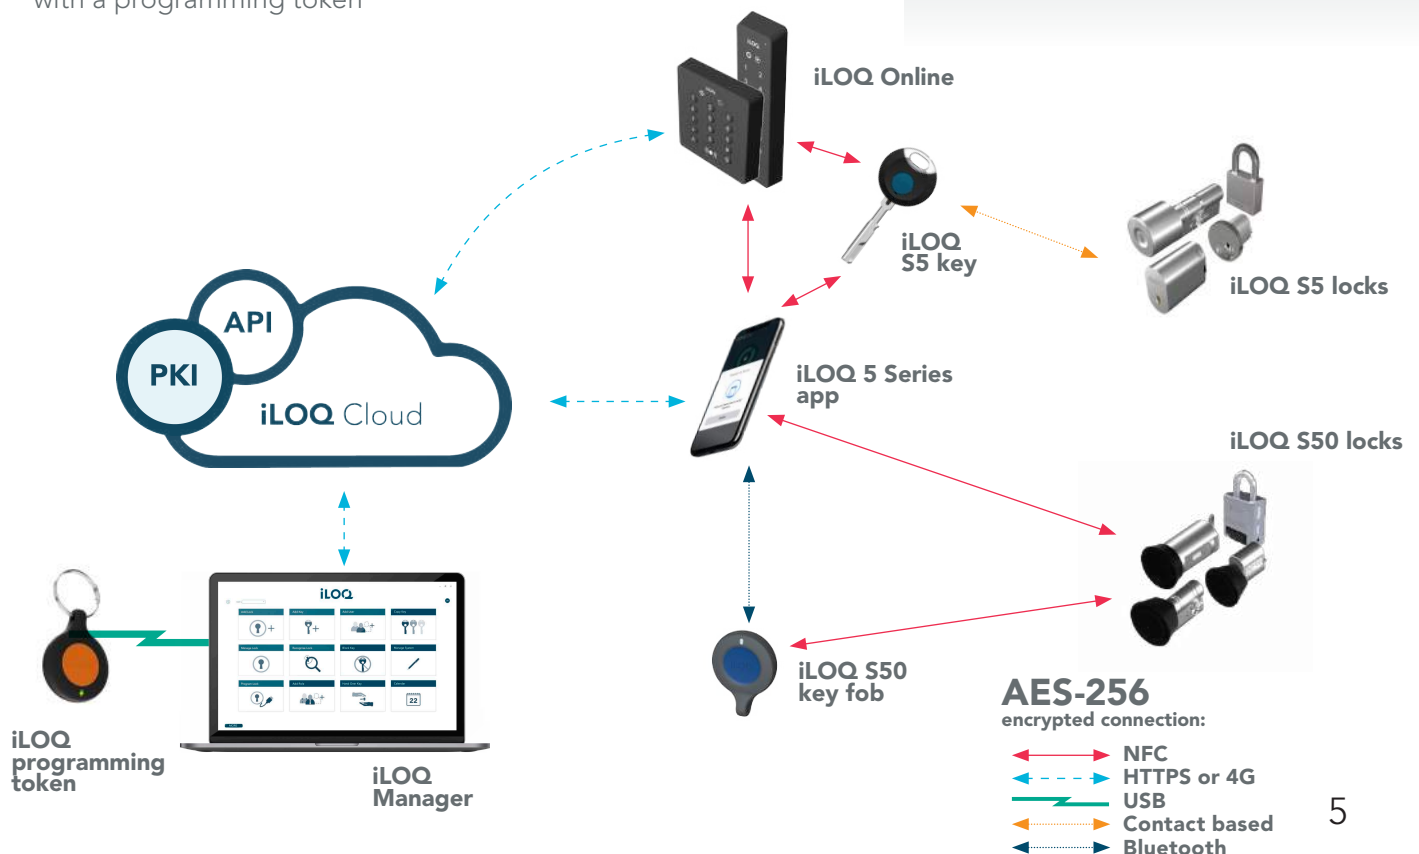 with a programming token
iLOQ Online
iLOQ
S5 key
iLOQ S5 locks
API
PKI
iLOQ Cloud
iLOQ 5 Series
app
iLOQ S50 locks
iLOQ
22
iLOQ
programming
token
iLOQ
Manager
iLOQ S50
key fob
AES-256
encrypted connection:
NFC
HTTPS or 4G
USB
Contact based
Bluetooth
5